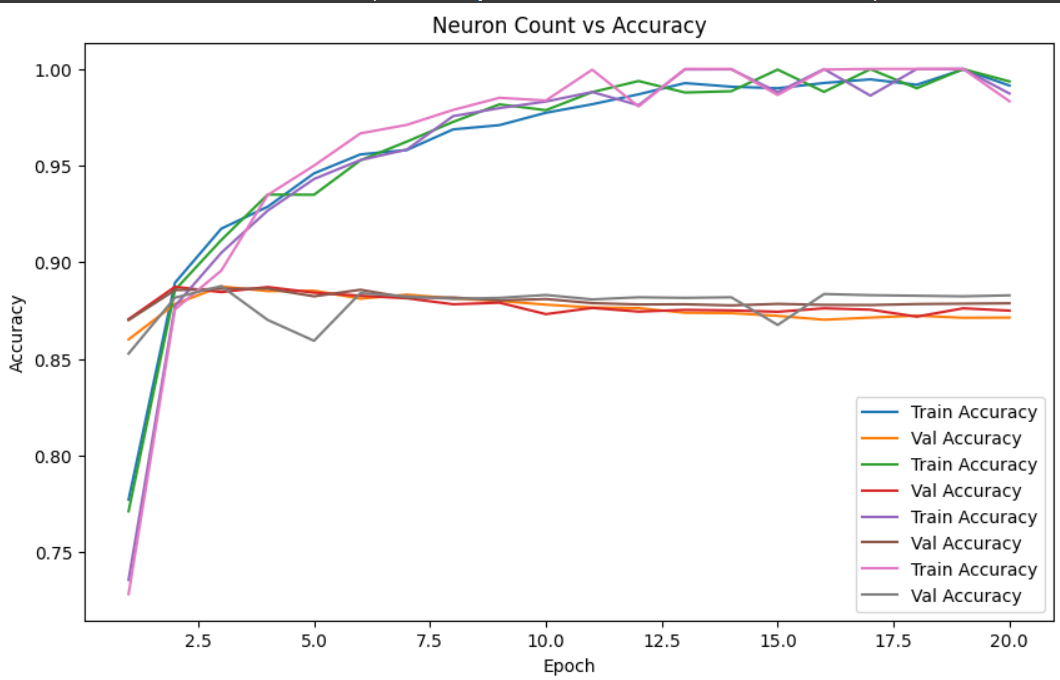 Neuron Count vs Accuracy
1.00
0.95
0.90
0.85
0.80
0.75
Accuracy
2.5 5.0 7.5 10.0 12.5 15.0 17.5 20.0
Epoch
Train Accuracy
Val Accuracy
Train Accuracy
Val Accuracy
Train Accuracy
Val Accuracy
Train Accuracy
Val Accuracy